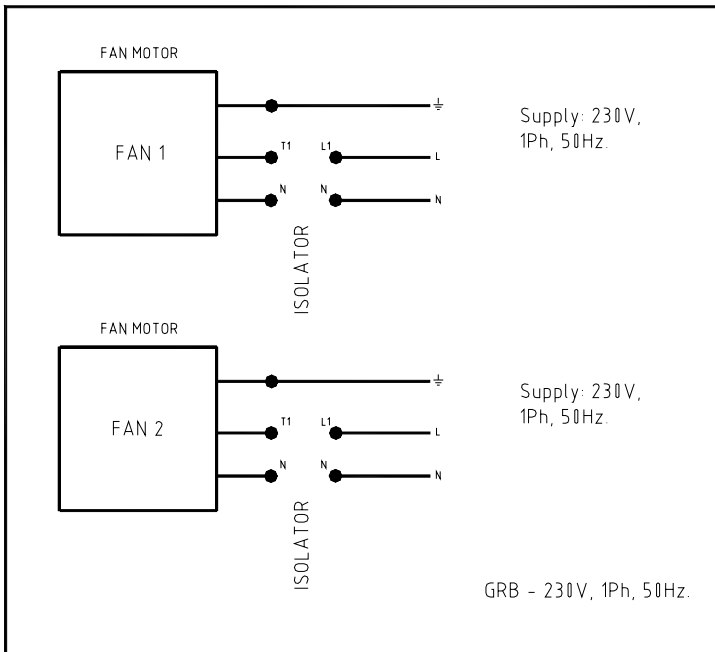 FAN MOTOR
FAN 1
T1 L1 L
N N N
ISOLATOR
Supply: 230V,
1Ph, 50Hz.
FAN MOTOR
FAN 2
T1 L1 L
N N N
ISOLATOR
Supply: 230V,
1Ph, 50Hz.
GRB - 230V, 1Ph, 50Hz.